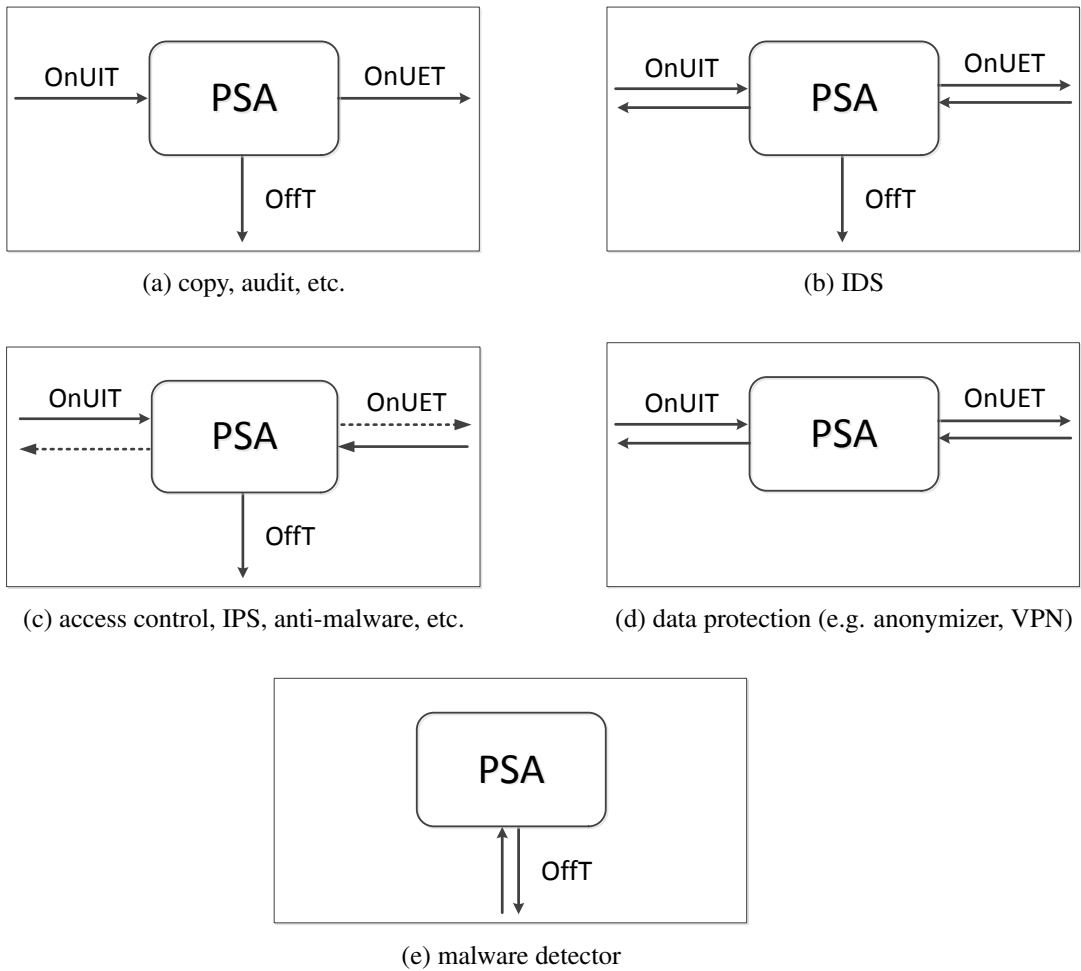 OnUIT
PSA
OnUET
OffT
(a) copy, audit, etc.
OnUIT
PSA
OnUET
OffT
(b) IDS
OnUIT
PSA
OnUET
OffT
(c) access control, IPS, anti-malware, etc.
OnUIT
PSA
OnUET
(d) data protection (e.g. anonymizer, VPN)
PSA
OffT
(e) malware detector